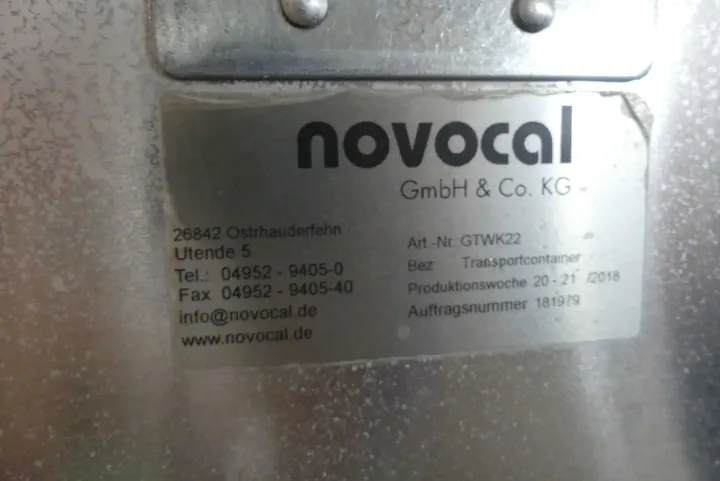 novocal
GmbH & Co. KG
26842 Ostrhauderfehn
Utende 5
Tel.: 04952 - 9405-0
Fax 04952 - 9405-40
info@novocal.de
www.novocal.de
Art.-Nr. GTWK22
Bez Transportcontainer
Produktionswoche 20 - 21 /2018
Auftragsnummer 181979